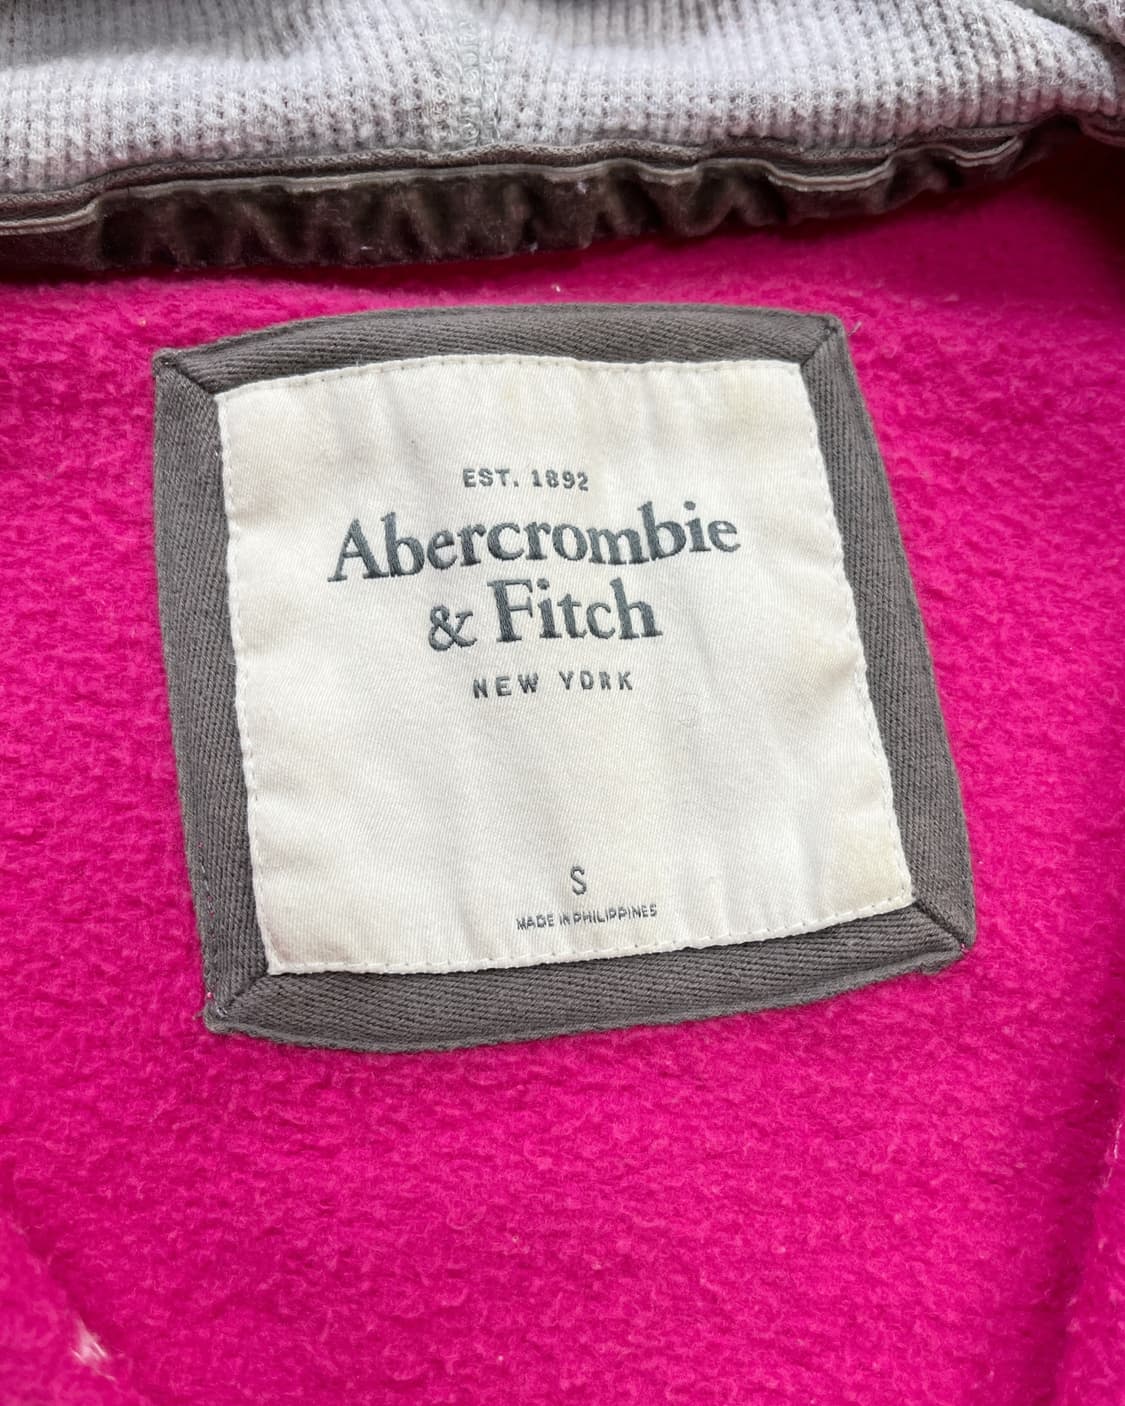 EST. 1892
Abercrombie
& Fitch
NEW YORK
S
MADE IN PHILIPPINES